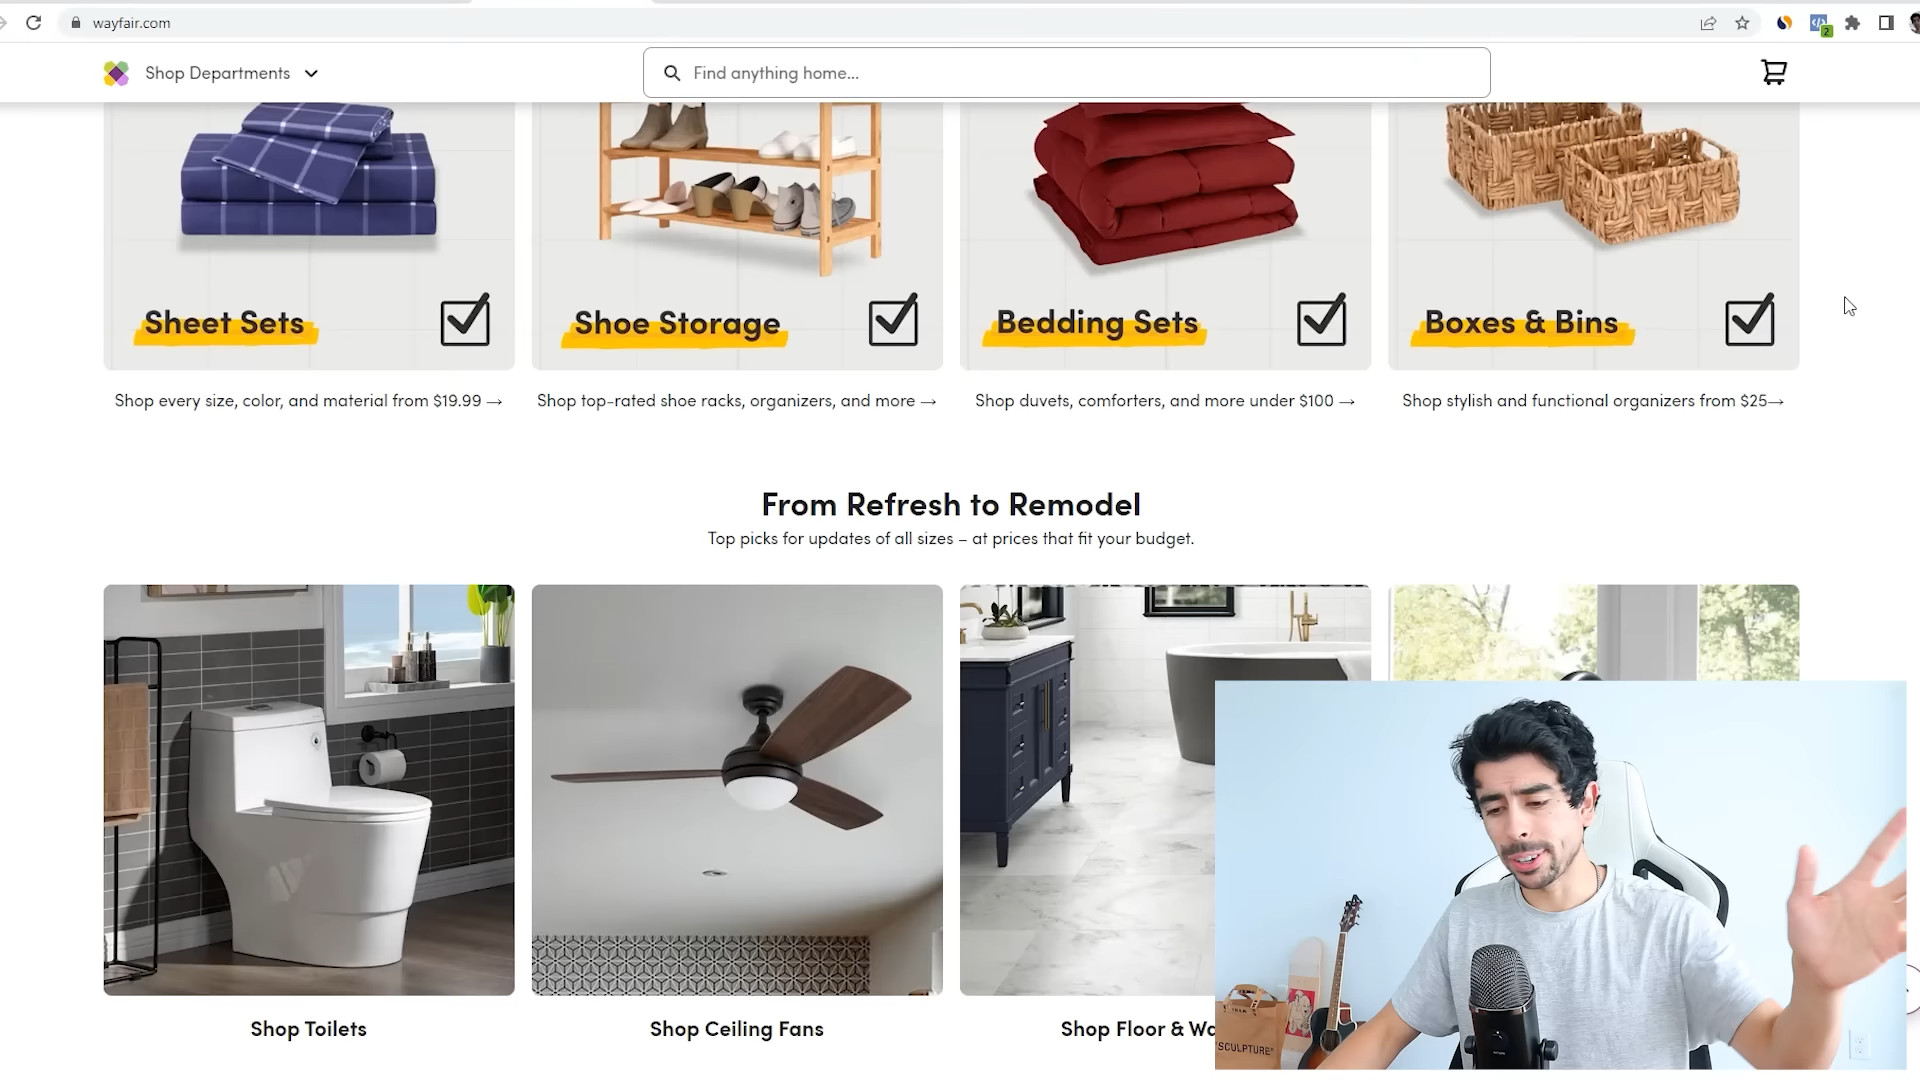 wayfair.com
2
Shop Departments
Find anything home...
Sheet Sets
Shoe Storage
Bedding Sets
Boxes & Bins
Shop every size, color, and material from $19.99 →
Shop top-rated shoe racks, organizers, and more →
Shop duvets, comforters, and more under $100 →
Shop stylish and functional organizers from $25→
From Refresh to Remodel
Top picks for updates of all sizes – at prices that fit your budget.
Shop Toilets
Shop Ceiling Fans
Shop Floor &
"SCULPTURE"